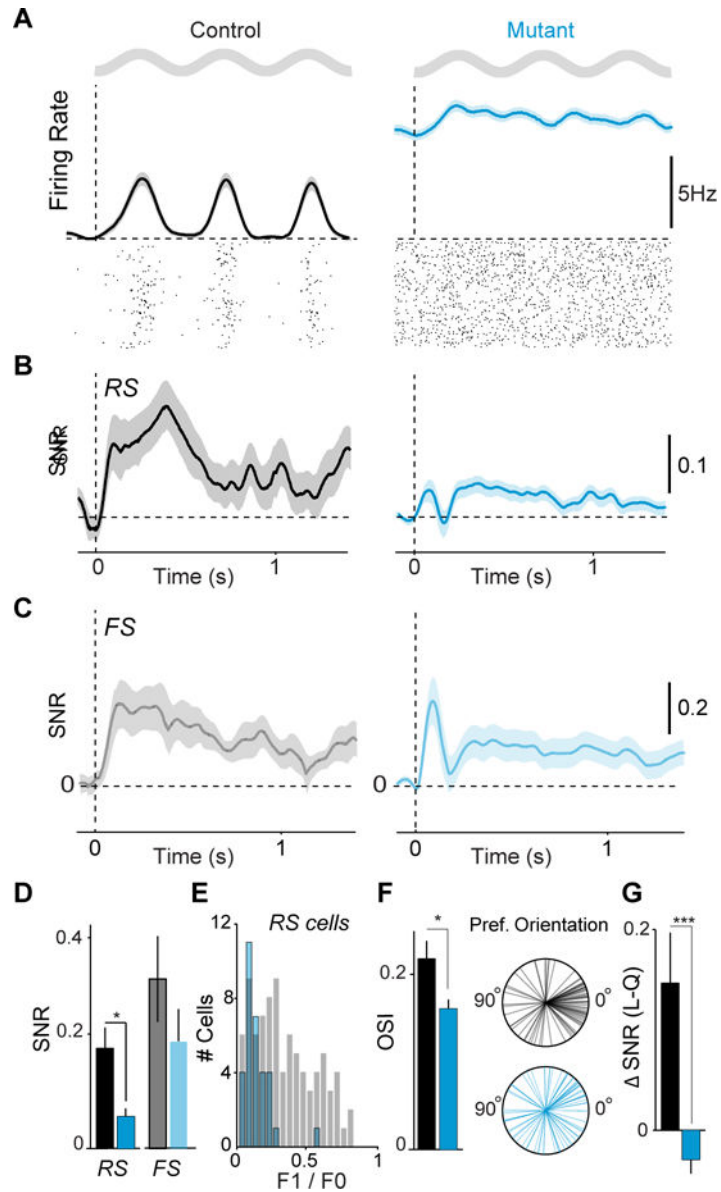 A
Control
Mutant
Firing Rate
5Hz
B
RS
SNR
0.1
0
1
Time (s)
0
1
Time (s)
C
FS
SNR
0
0.2
0
1
Time (s)
0
1
Time (s)
D
SNR
0.4
0.2
0
*
RS
FS
E
RS cells
# Cells
12
8
4
0
0
0.5
1
F1 / F0
F
OSI
0.2
0
*
Pref. Orientation
90°
0°
90°
0°
G
Δ SNR (L-Q)
0.2
0
***